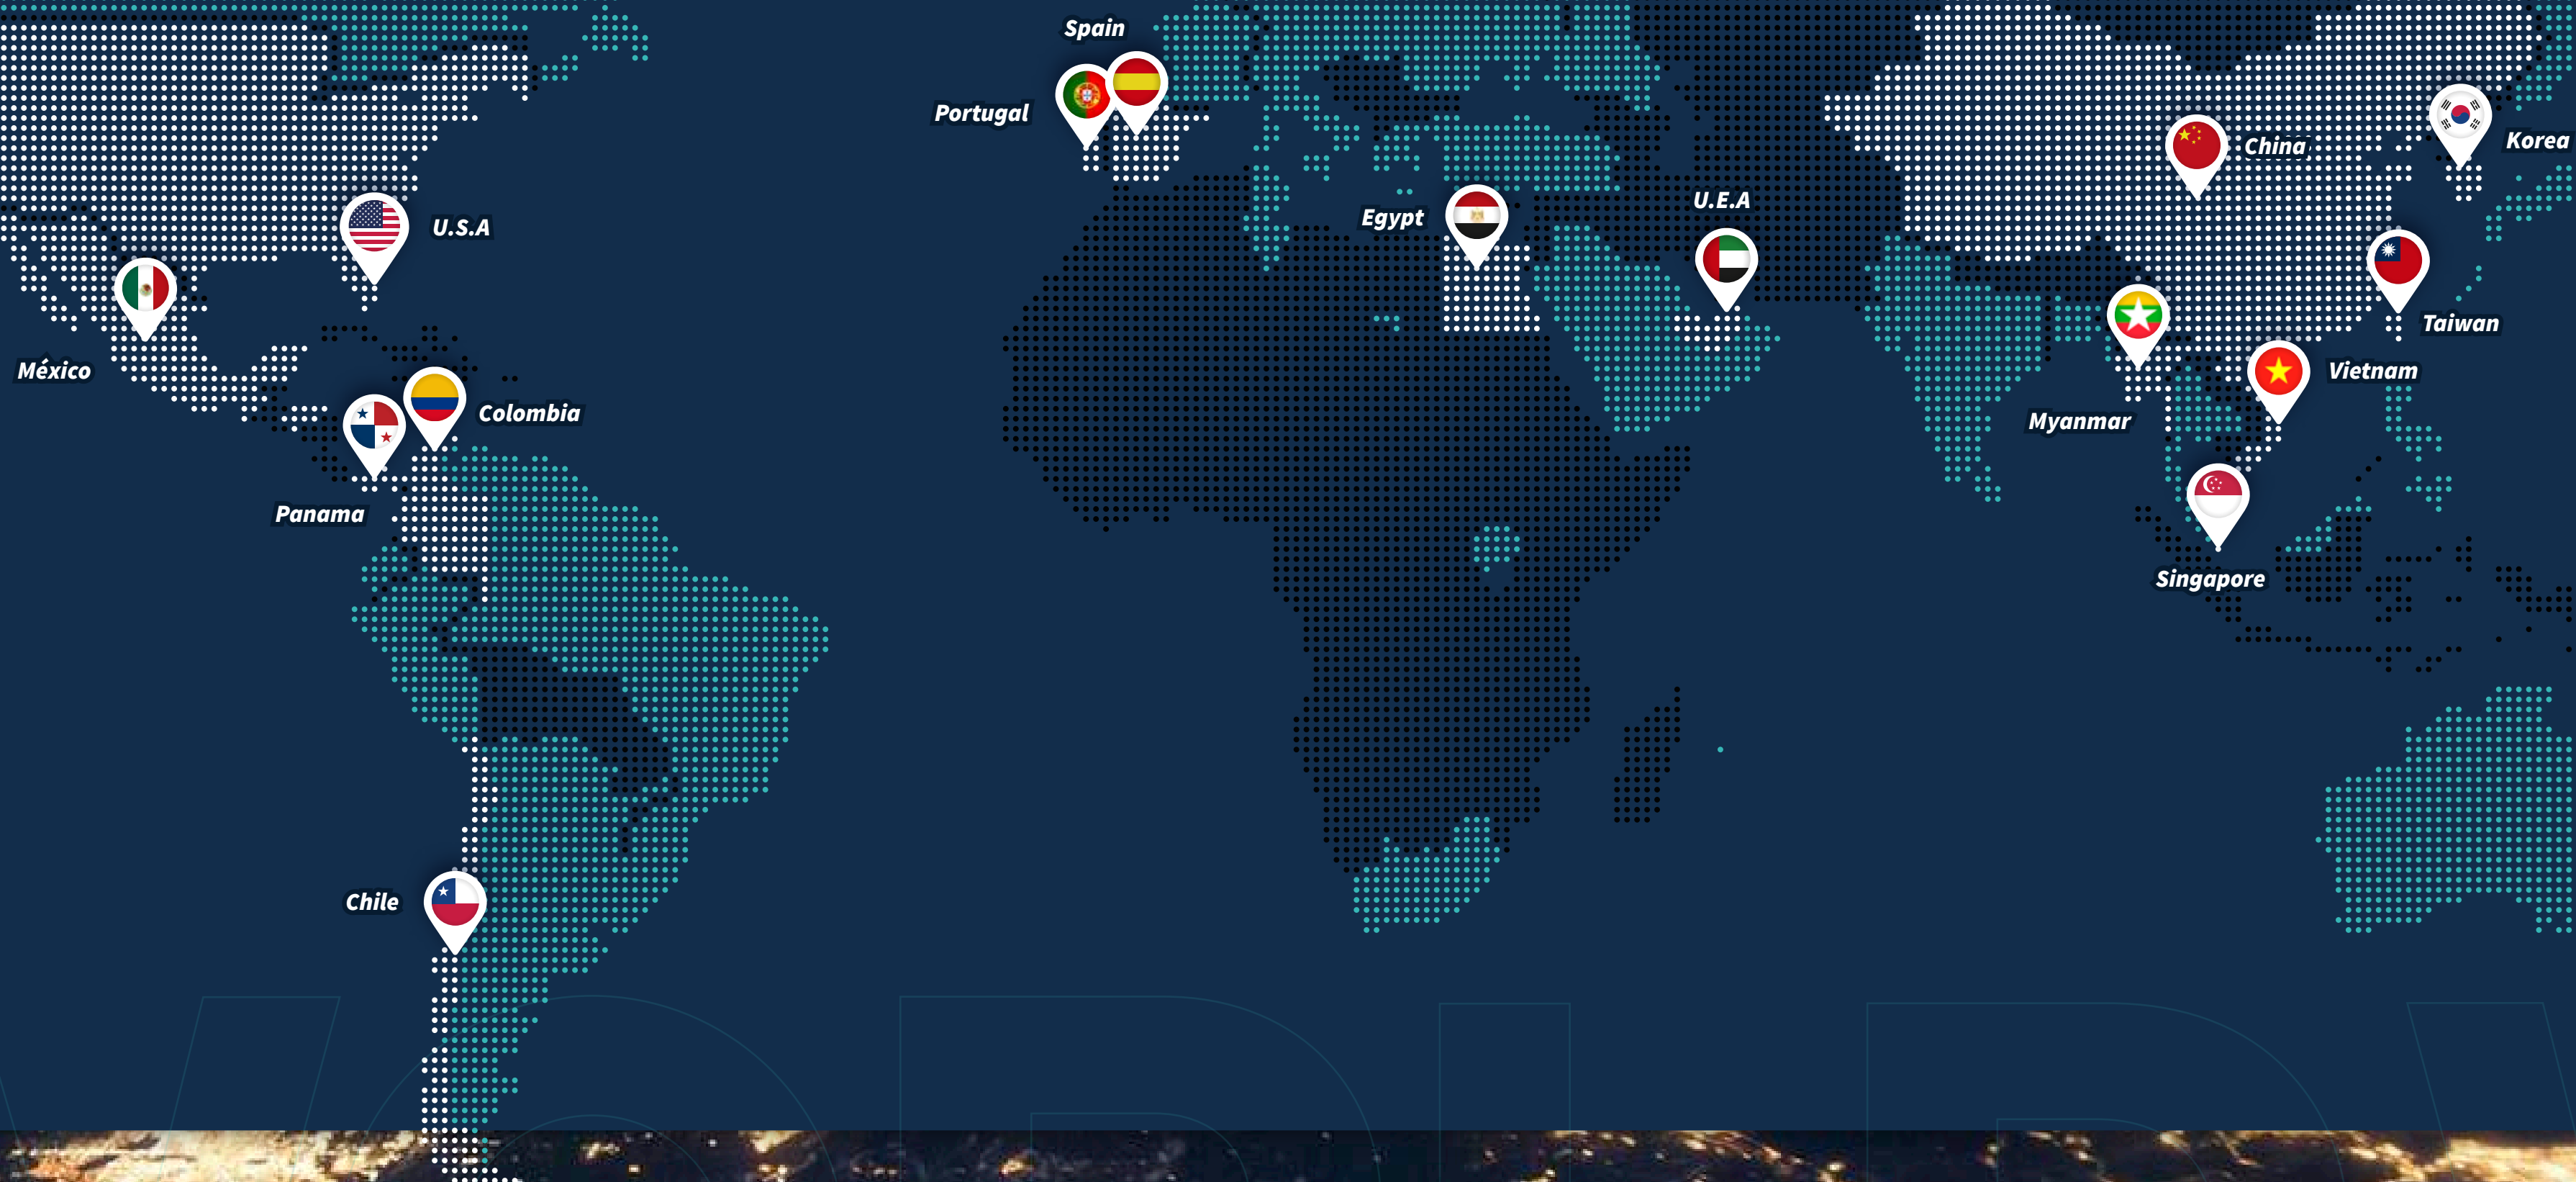 Spain
Portugal
U.S.A
México
Colombia
Panama
Chile
Egypt
U.E.A
China
Korea
Taiwan
Vietnam
Myanmar
Singapore